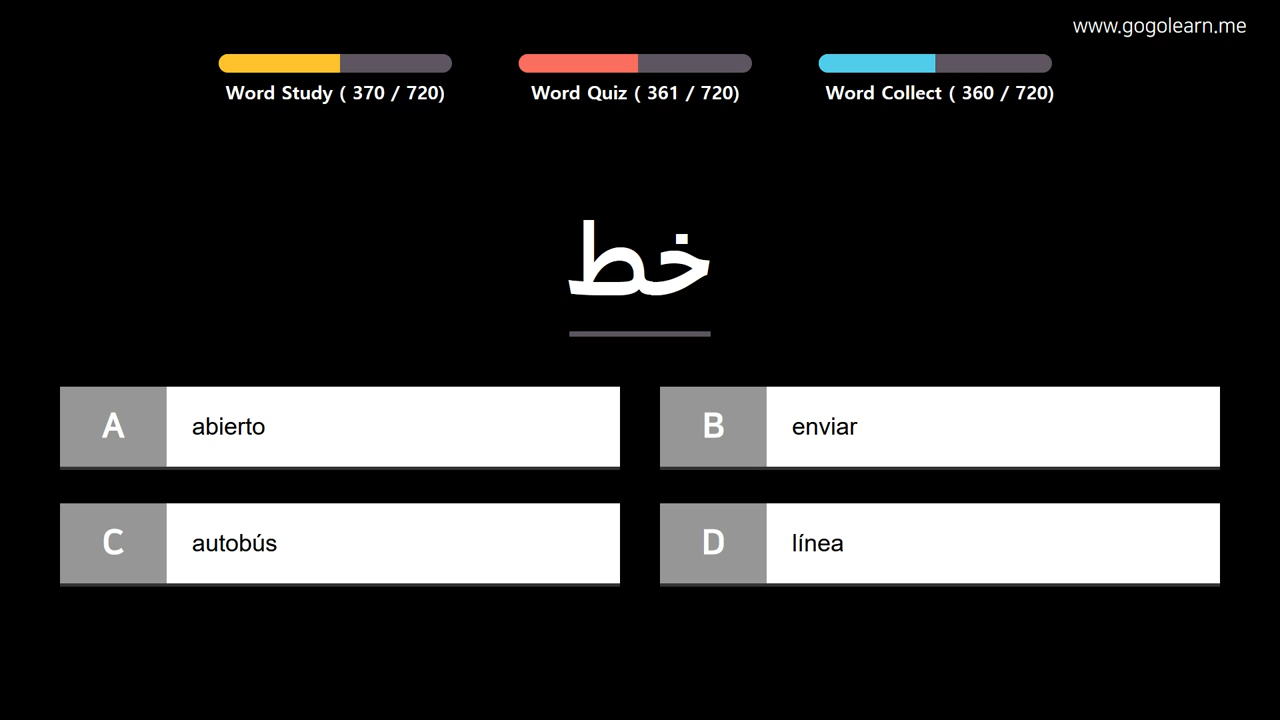 www.gogolearn.me
Word Study ( 370 / 720)
Word Quiz ( 361 / 720)
Word Collect ( 360 / 720)
خط
A abierto
B enviar
C autobús
D línea